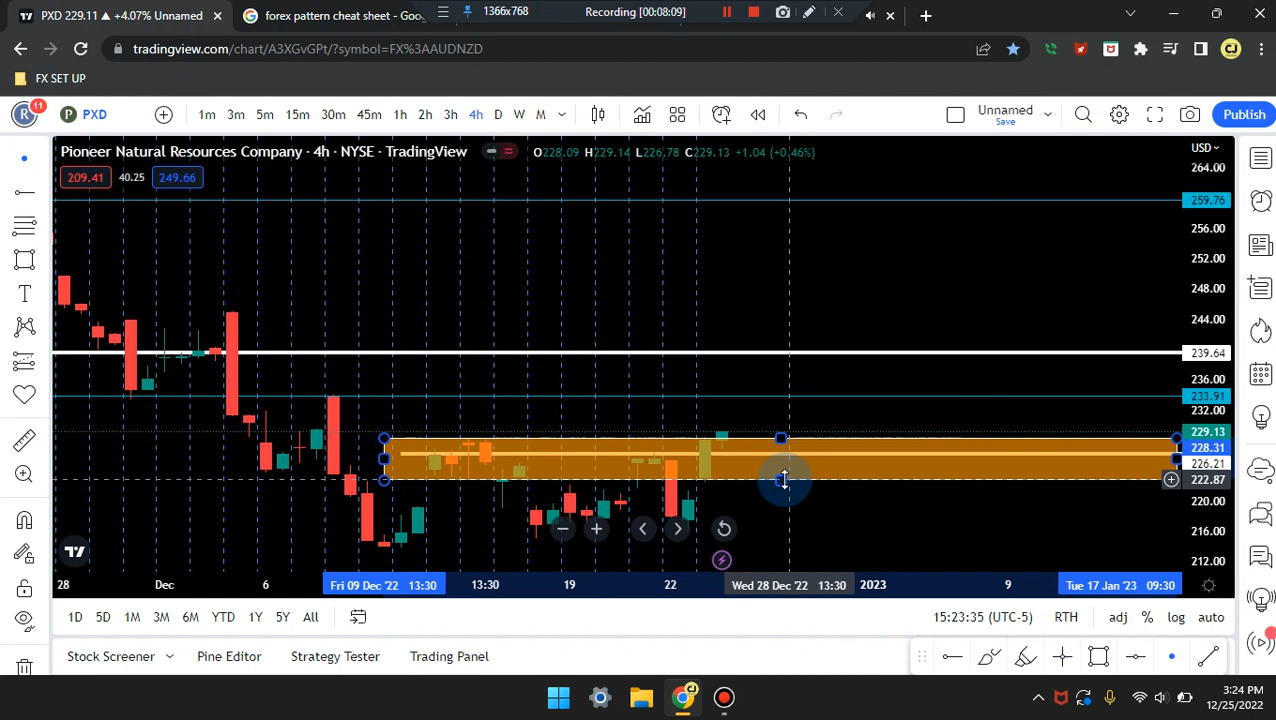 PXD 229.11 ▲ +4.07% Unnamed
forex pattern cheat sheet - Goo
1366x768
Recording [00:08:09]
tradingview.com/chart/A3XGvGPt/?symbol=FX%3AAUDNZD
FX SET UP
R 11
P PXD
1m 3m 5m 15m 30m 45m 1h 2h 3h 4h D W M
Unnamed
Save
Publish
Pioneer Natural Resources Company · 4h · NYSE · TradingView
O228.09 H229.14 L226.78 C229.13 +1.04 (+0.46%)
USD
209.41 40.25 249.66
264.00
259.76
256.00
252.00
248.00
244.00
239.64
236.00
233.91
232.00
229.13
228.31
226.21
222.87
220.00
216.00
212.00
28 Dec 6 Fri 09 Dec '22 13:30 13:30 19 22 Wed 28 Dec '22 13:30 2023 9 Tue 17 Jan '23 09:30
1D 5D 1M 3M 6M YTD 1Y 5Y All
15:23:35 (UTC-5) RTH adj % log auto
Stock Screener Pine Editor Strategy Tester Trading Panel
3:24 PM
12/25/2022